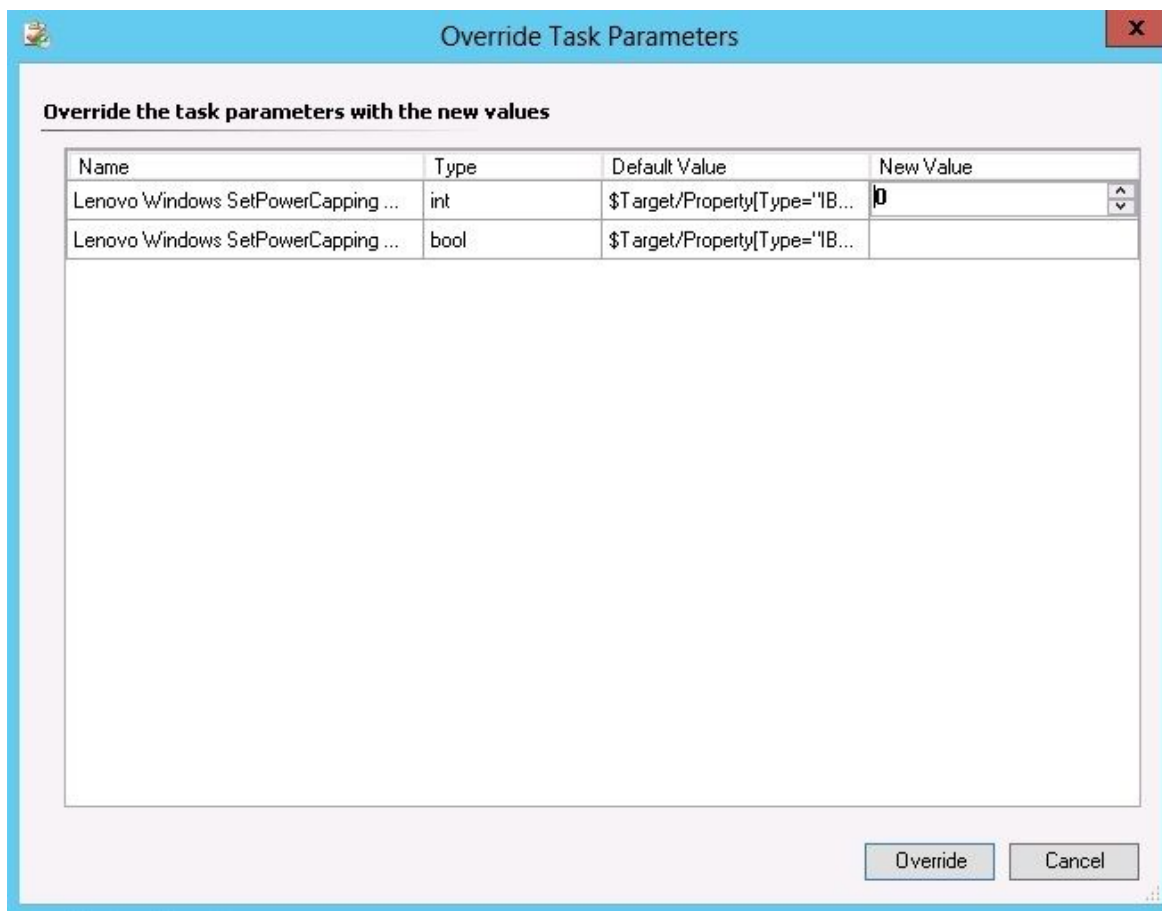 Override Task Parameters
x
Override the task parameters with the new values
Name Type Default Value New Value
Lenovo Windows SetPowerCapping ... int $Target/Property[Type="IB... 0
Lenovo Windows SetPowerCapping ... bool $Target/Property[Type="IB...
Override Cancel